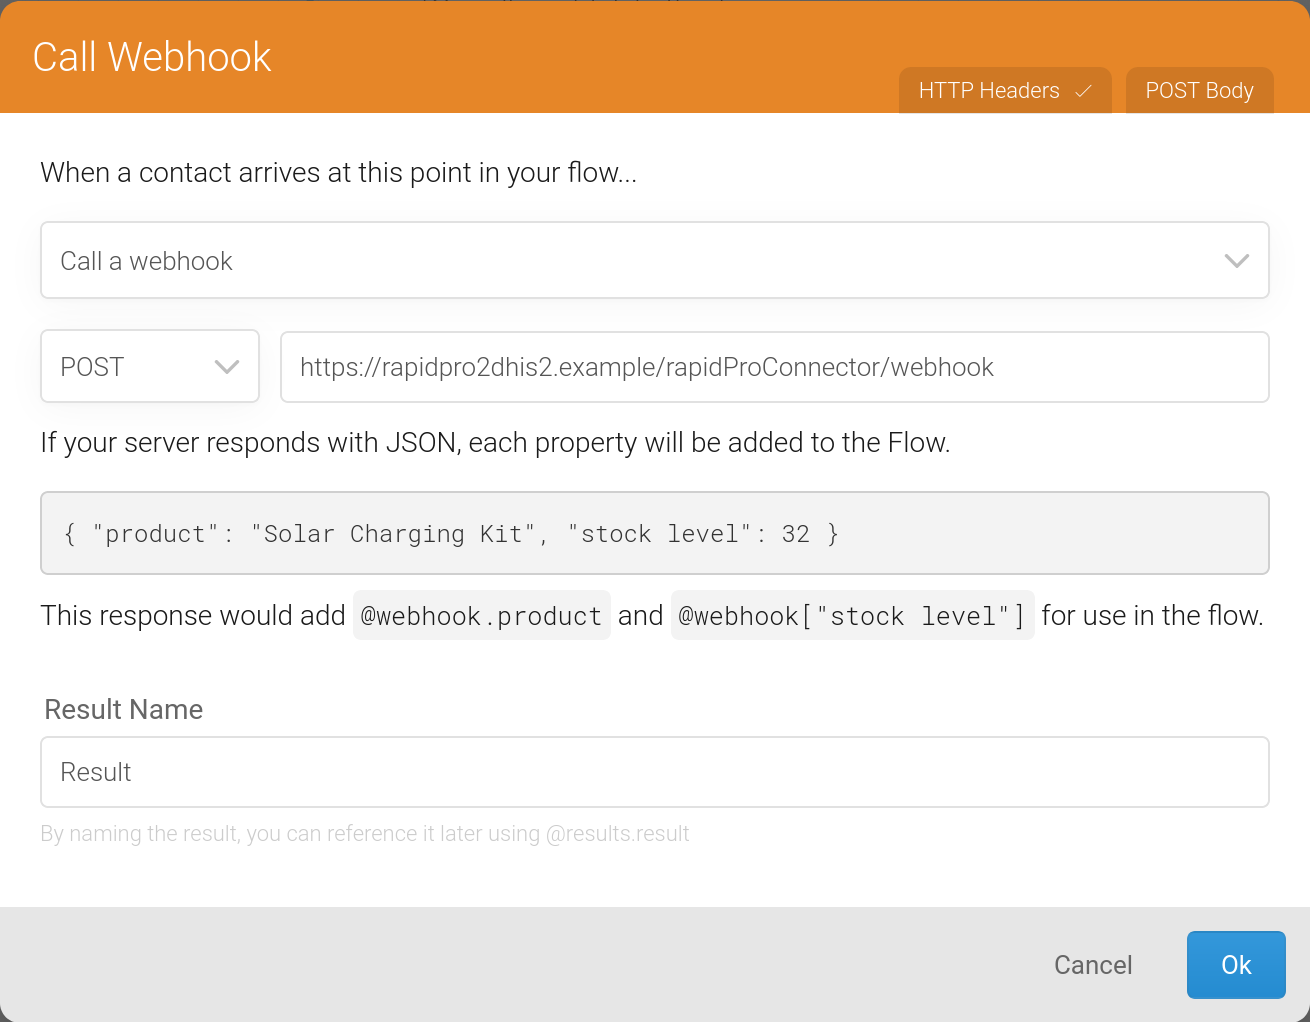 Call Webhook
HTTP Headers
POST Body
When a contact arrives at this point in your flow...
Call a webhook
POST
https://rapidpro2dhis2.example/rapidProConnector/webhook
If your server responds with JSON, each property will be added to the Flow.
{ "product": "Solar Charging Kit", "stock level": 32 }
This response would add @webhook.product and @webhook["stock level"] for use in the flow.
Result Name
Result
By naming the result, you can reference it later using @results.result
Cancel
Ok